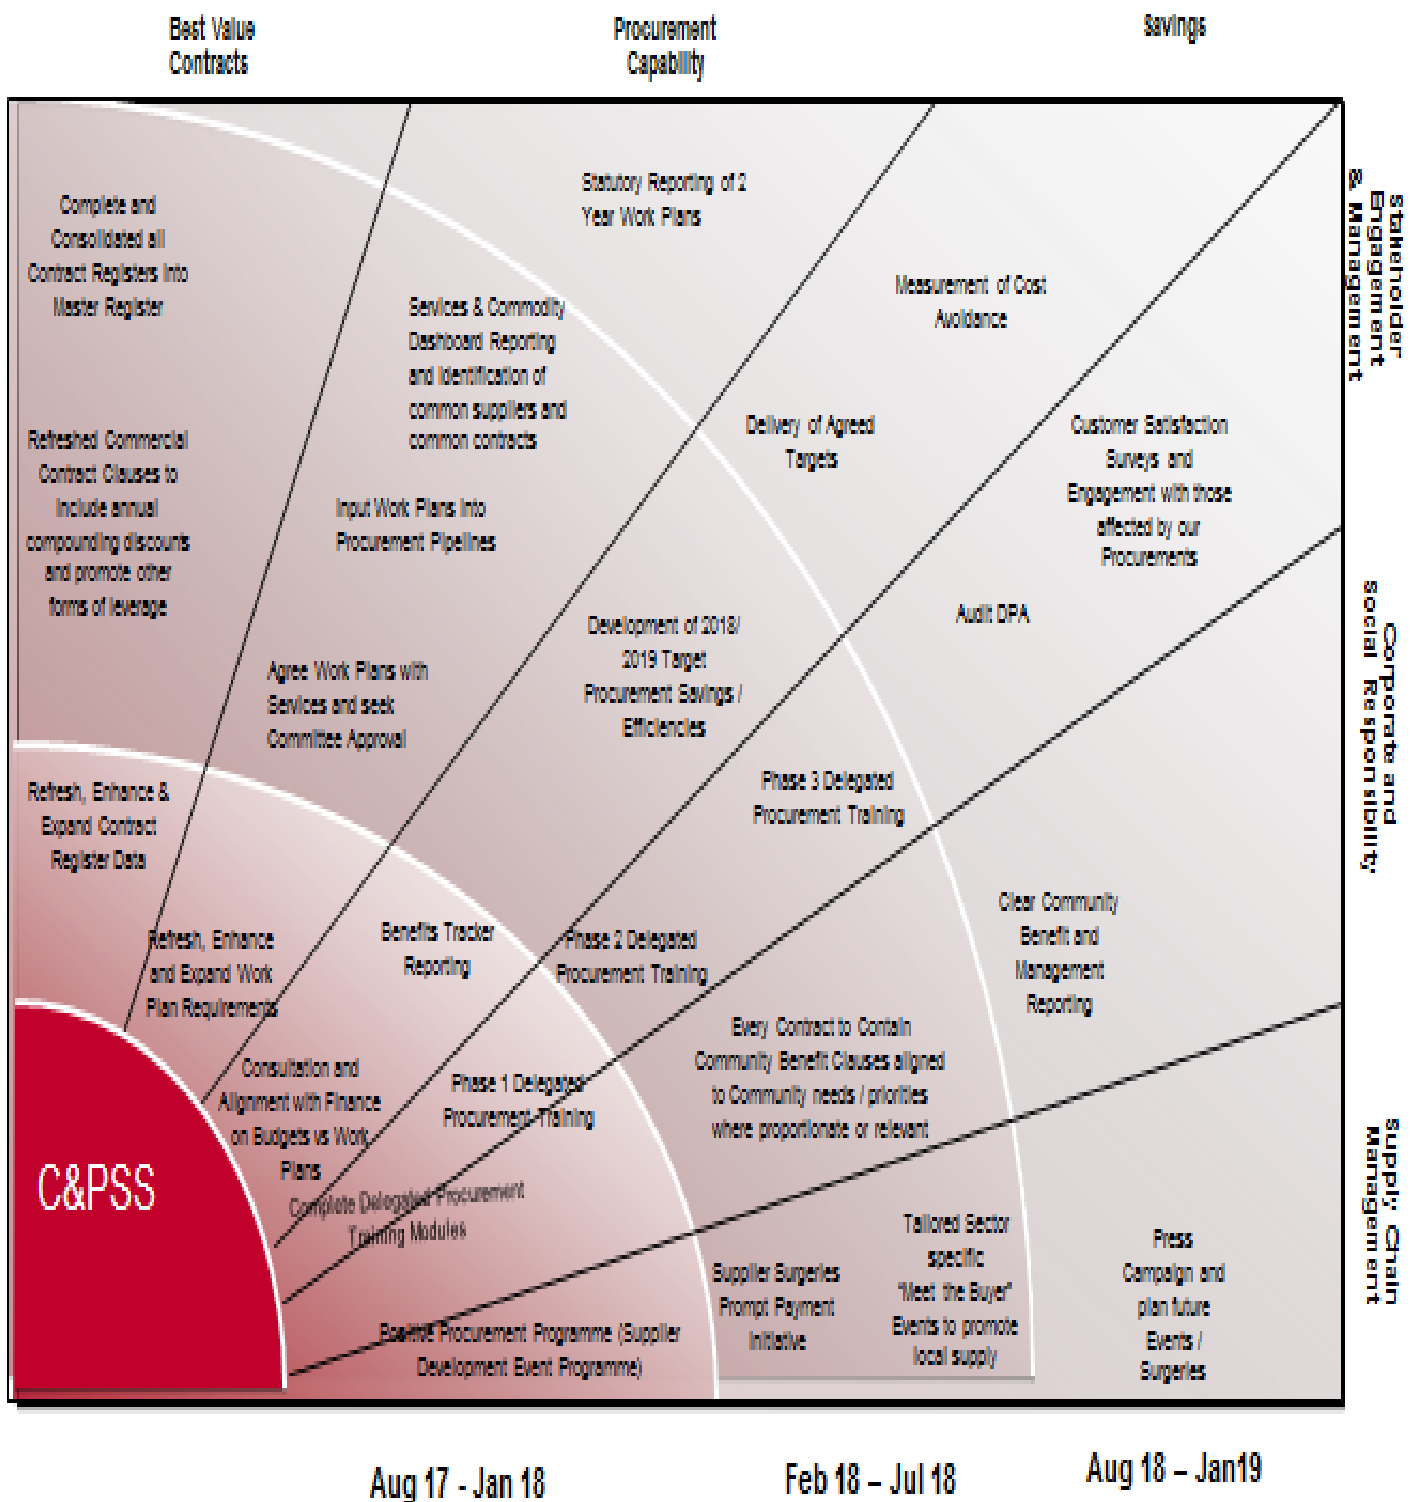 Best Value
Contracts
Procurement
Capability
Savings
Stakeholder
Engagement
& Management
Corporate and
Social Responsibility
Supply Chain
Management
Complete and
Consolidated all
Contract Registers into
Master Register
Refreshed Commercial
Contract Clauses to
include annual
compounding discounts
and promote other
forms of leverage
Refresh, Enhance &
Expand Contract
Register Data
Statutory Reporting of 2
Year Work Plans
Services & Commodity
Dashboard Reporting
and identification of
common suppliers and
common contracts
Input Work Plans into
Procurement Pipelines
Agree Work Plans with
Services and seek
Committee Approval
Refresh, Enhance
and Expand Work
Plan Requirements
Measurement of Cost
Avoidance
Delivery of Agreed
Targets
Development of 2018/
2019 Target
Procurement Savings /
Efficiencies
Benefits Tracker
Reporting
Consultation and
Alignment with Finance
on Budgets vs Work
Plans
Customer Satisfaction
Surveys and
Engagement with those
affected by our
Procurements
Audit DPA
Phase 3 Delegated
Procurement Training
Phase 2 Delegated
Procurement Training
Phase 1 Delegated
Procurement Training
Complete Delegated Procurement
Training Modules
Clear Community
Benefit and
Management
Reporting
Every Contract to Contain
Community Benefit Clauses aligned
to Community needs / priorities
where proportionate or relevant
Positive Procurement Programme (Supplier
Development Event Programme)
Supplier Surgeries
Prompt Payment
Initiative
Tailored Sector
specific
"Meet the Buyer"
Events to promote
local supply
Press
Campaign and
plan future
Events /
Surgeries
C&PSS
Aug 17 - Jan 18
Feb 18 – Jul 18
Aug 18 – Jan19